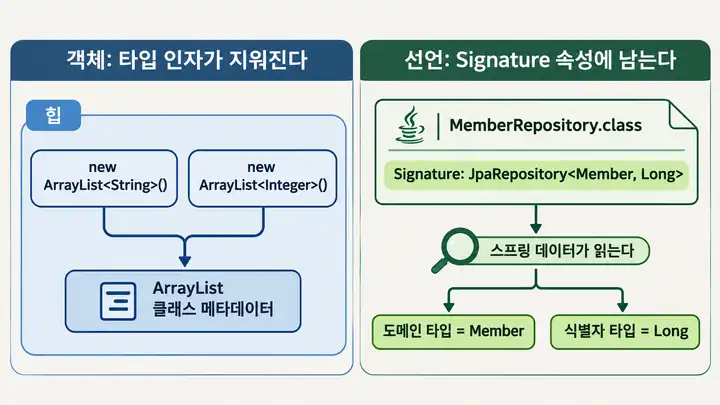 객체: 타입 인자가 지워진다
힙
new
ArrayList<String>()
new
ArrayList<Integer>()
ArrayList
클래스 메타데이터
선언: Signature 속성에 남는다
MemberRepository.class
Signature: JpaRepository<Member, Long>
스프링 데이터가 읽는다
도메인 타입 = Member
식별자 타입 = Long